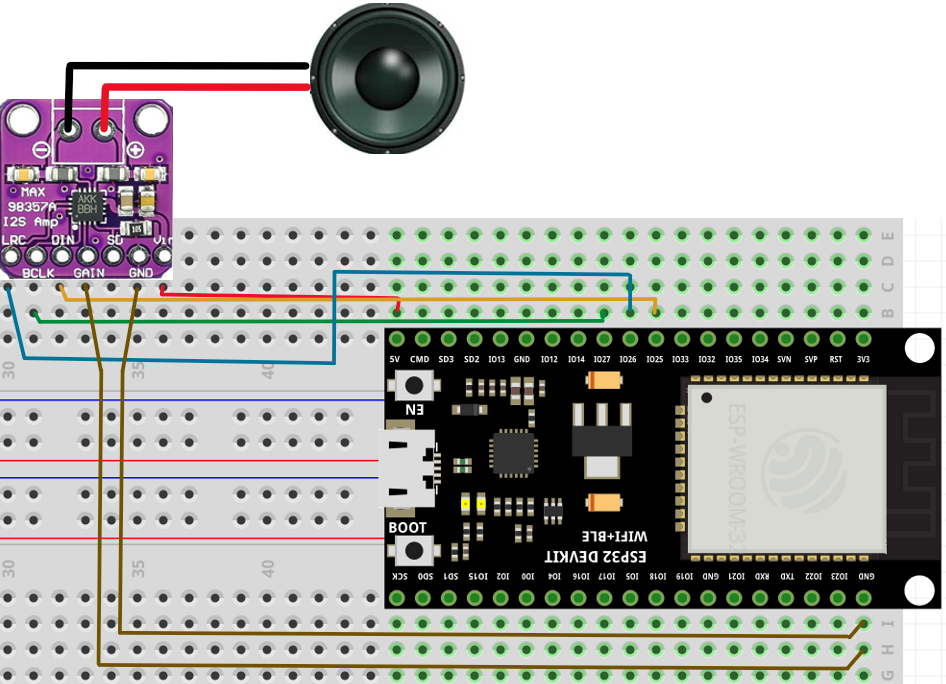 MAX
98357A
I2S Amp
AKK
BBH
105
LRC DIN SD Vin
BCLK GAIN GND
E
D
C
B
30 35 40
5V CMD SD3 SD2 IO13 GND IO12 IO14 IO27 IO26 IO25 IO33 IO32 IO35 IO34 SVN SVP RST 3V3
EN
ESP-WROOM-32
BOOT
WIFI+BLE
ESP32 DEVKIT
SCK SD0 SD1 IO15 IO2 IO0 IO4 IO16 IO17 IO5 IO18 IO19 GND IO21 RXD TXD IO22 IO23 GND
30 35 40
I
H
G